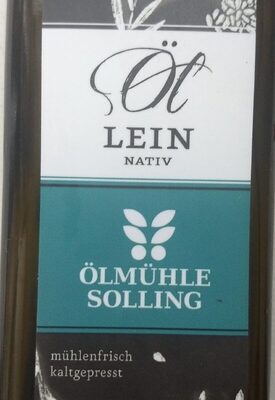 Öl
LEIN
NATIV
ÖLMÜHLE
SOLLING
mühlenfrisch
kaltgepresst